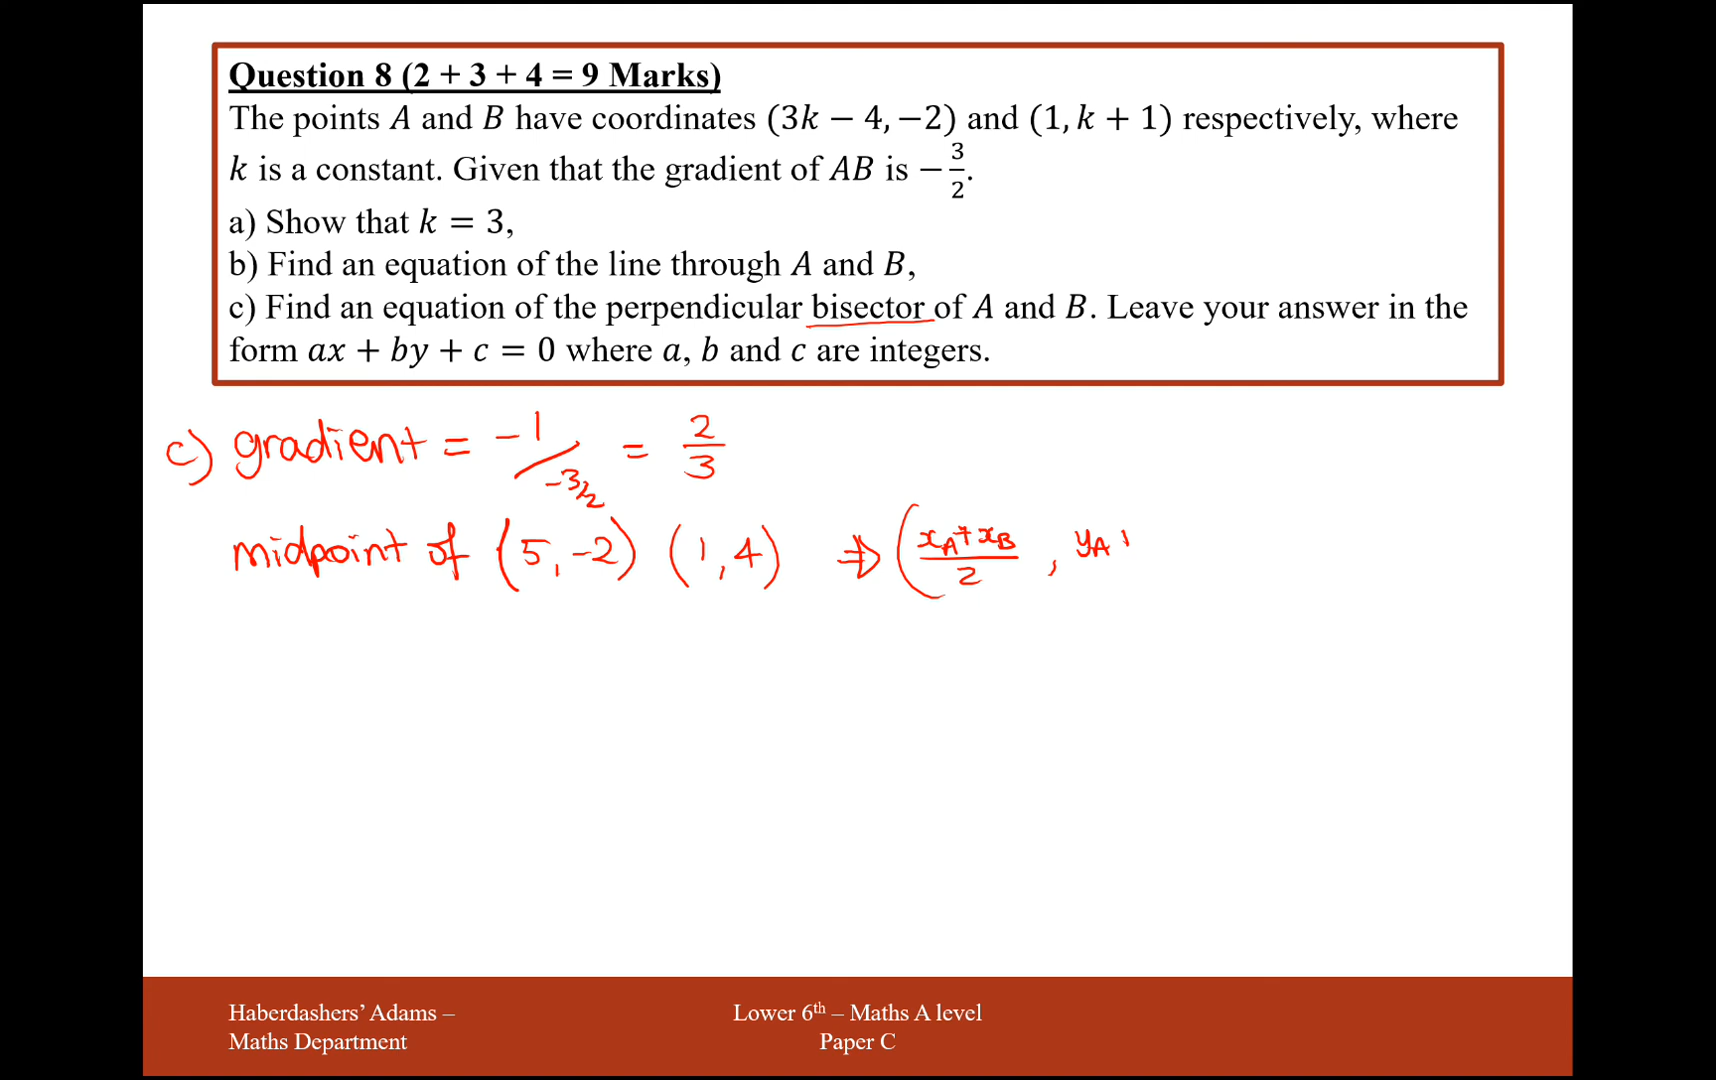 Question 8 (2 + 3 + 4 = 9 Marks)
The points A and B have coordinates (3k − 4, −2) and (1, k + 1) respectively, where
k is a constant. Given that the gradient of AB is −3/2.
a) Show that k = 3,
b) Find an equation of the line through A and B,
c) Find an equation of the perpendicular bisector of A and B. Leave your answer in the
form ax + by + c = 0 where a, b and c are integers.
c) gradient = -1/-3/2 = 2/3
midpoint of (5, -2) (1, 4) ⇒ (xA+xB/2, yA
Haberdashers' Adams –
Maths Department
Lower 6th – Maths A level
Paper C